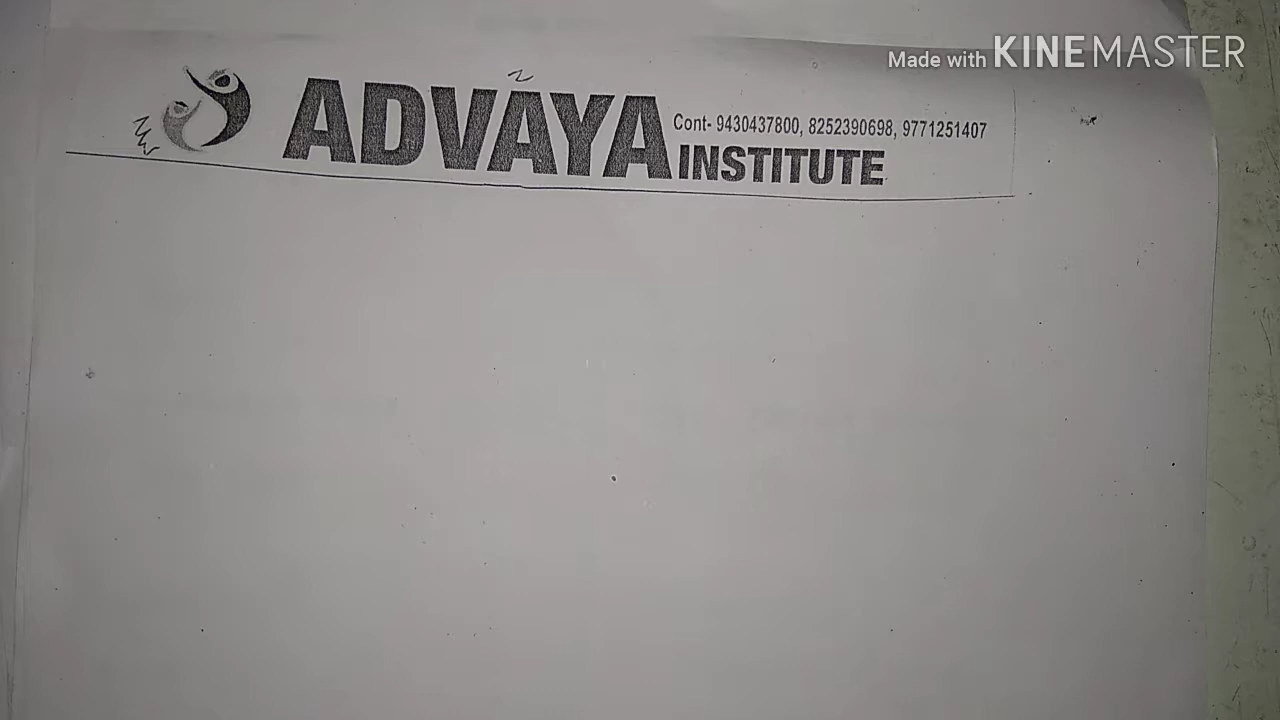 Made with KINEMASTER
ADVAYA
Cont- 9430437800, 8252390698, 9771251407
INSTITUTE